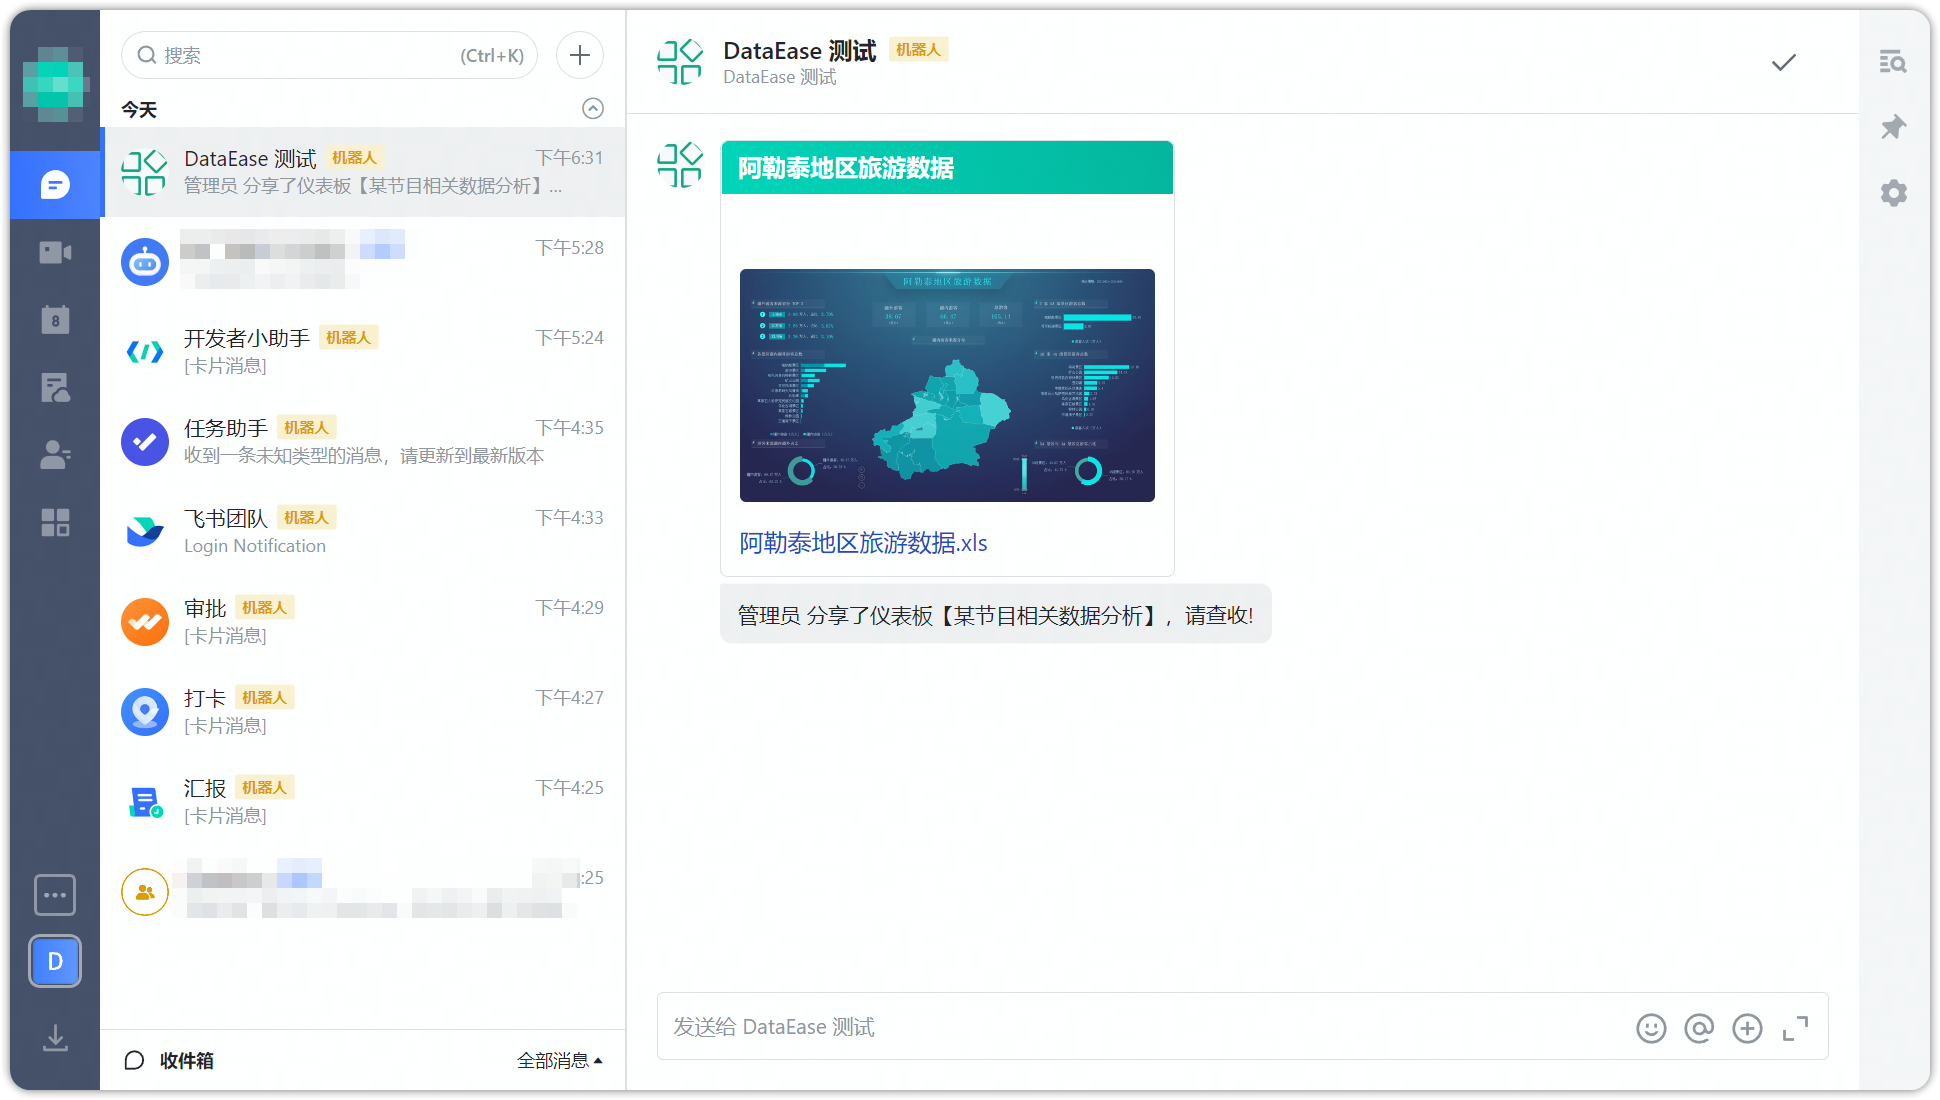 搜索 (Ctrl+K)
今天
DataEase 测试 机器人 下午6:31
管理员 分享了仪表板【某节目相关数据分析】...
下午5:28
开发者小助手 机器人 下午5:24
[卡片消息]
任务助手 机器人 下午4:35
收到一条未知类型的消息，请更新到最新版本
飞书团队 机器人 下午4:33
Login Notification
审批 机器人 下午4:29
[卡片消息]
打卡 机器人 下午4:27
[卡片消息]
汇报 机器人 下午4:25
[卡片消息]
:25
8
D
收件箱 全部消息
DataEase 测试 机器人
DataEase 测试
阿勒泰地区旅游数据
阿勒泰地区旅游数据
阿勒泰地区旅游数据.xls
管理员 分享了仪表板【某节目相关数据分析】，请查收!
发送给 DataEase 测试